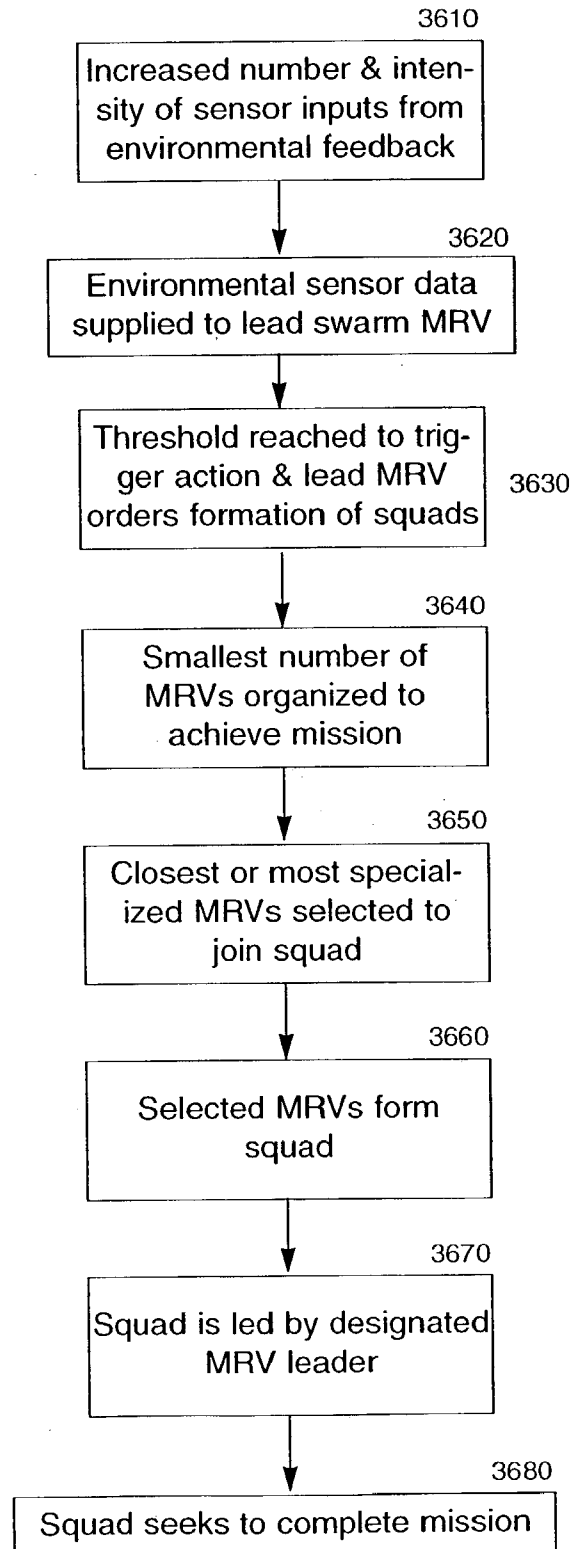 3610
Increased number & inten-
sity of sensor inputs from
environmental feedback
3620
Environmental sensor data
supplied to lead swarm MRV
Threshold reached to trig-
ger action & lead MRV
orders formation of squads
3630
3640
Smallest number of
MRVs organized to
achieve mission
3650
Closest or most special-
ized MRVs selected to
join squad
3660
Selected MRVs form
squad
3670
Squad is led by designated
MRV leader
3680
Squad seeks to complete mission